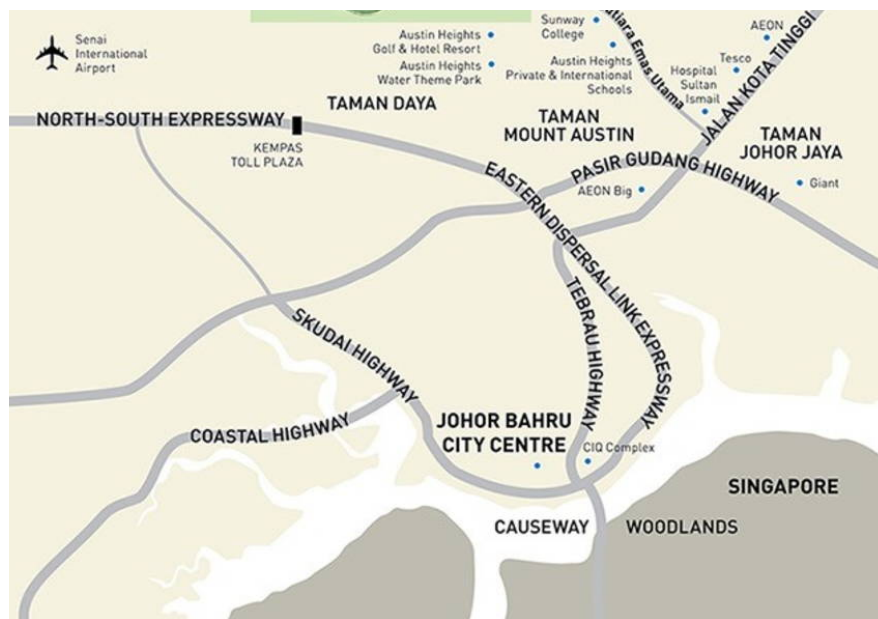 Senai
International
Airport
Austin Heights
Golf & Hotel Resort
Austin Heights
Water Theme Park
Sunway
College
Austin Heights
Private & International
Schools
Emas Utama
AEON
Tesco
Hospital
Sultan
Ismail
JALAN KOTA TINGGI
NORTH-SOUTH EXPRESSWAY
KEMPAS
TOLL PLAZA
TAMAN DAYA
TAMAN
MOUNT AUSTIN
TAMAN
JOHOR JAYA
PASIR GUDANG HIGHWAY
AEON Big
Giant
EASTERN DISPERSAL LINK EXPRESSWAY
TEBRAU HIGHWAY
SKUDAI HIGHWAY
COASTAL HIGHWAY
JOHOR BAHRU
CITY CENTRE
CIQ Complex
SINGAPORE
CAUSEWAY
WOODLANDS